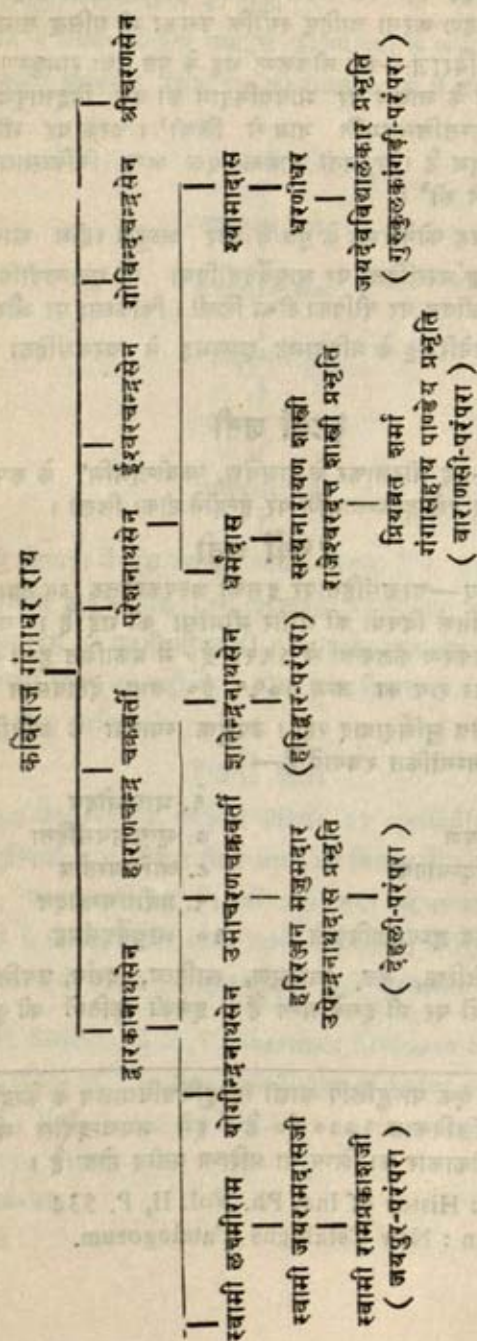 कविराज गंगाधर राय
द्वारकानाथसेन हाराणचन्द्र चक्रवर्ती परेशनाथसेन ईश्वरचन्द्रसेन गोविन्दचन्द्रसेन श्रीचरणसेन
स्वामी लछमीराम योगीन्द्रनाथसेन उमाचरणचक्रवर्ती ज्ञानेन्द्रनाथसेन धर्मदास श्यामादास
(हरिद्वार-परंपरा)
स्वामी जयरामदासजी
हरिरञ्जन मजुमदार
उपेन्द्रनाथदास प्रभृति
सत्यनारायण शास्त्री
राजेश्वरदत्त शास्त्री प्रभृति
धरणीधर
स्वामी रामप्रकाशजी
(जयपुर-परंपरा)
(देहली-परंपरा)
प्रियव्रत शर्मा
गंगासहाय पाण्डेय प्रभृति
(वाराणसी-परंपरा)
जयदेवविद्यालंकार प्रभृति
(गुरुकुलकांगड़ी-परंपरा)